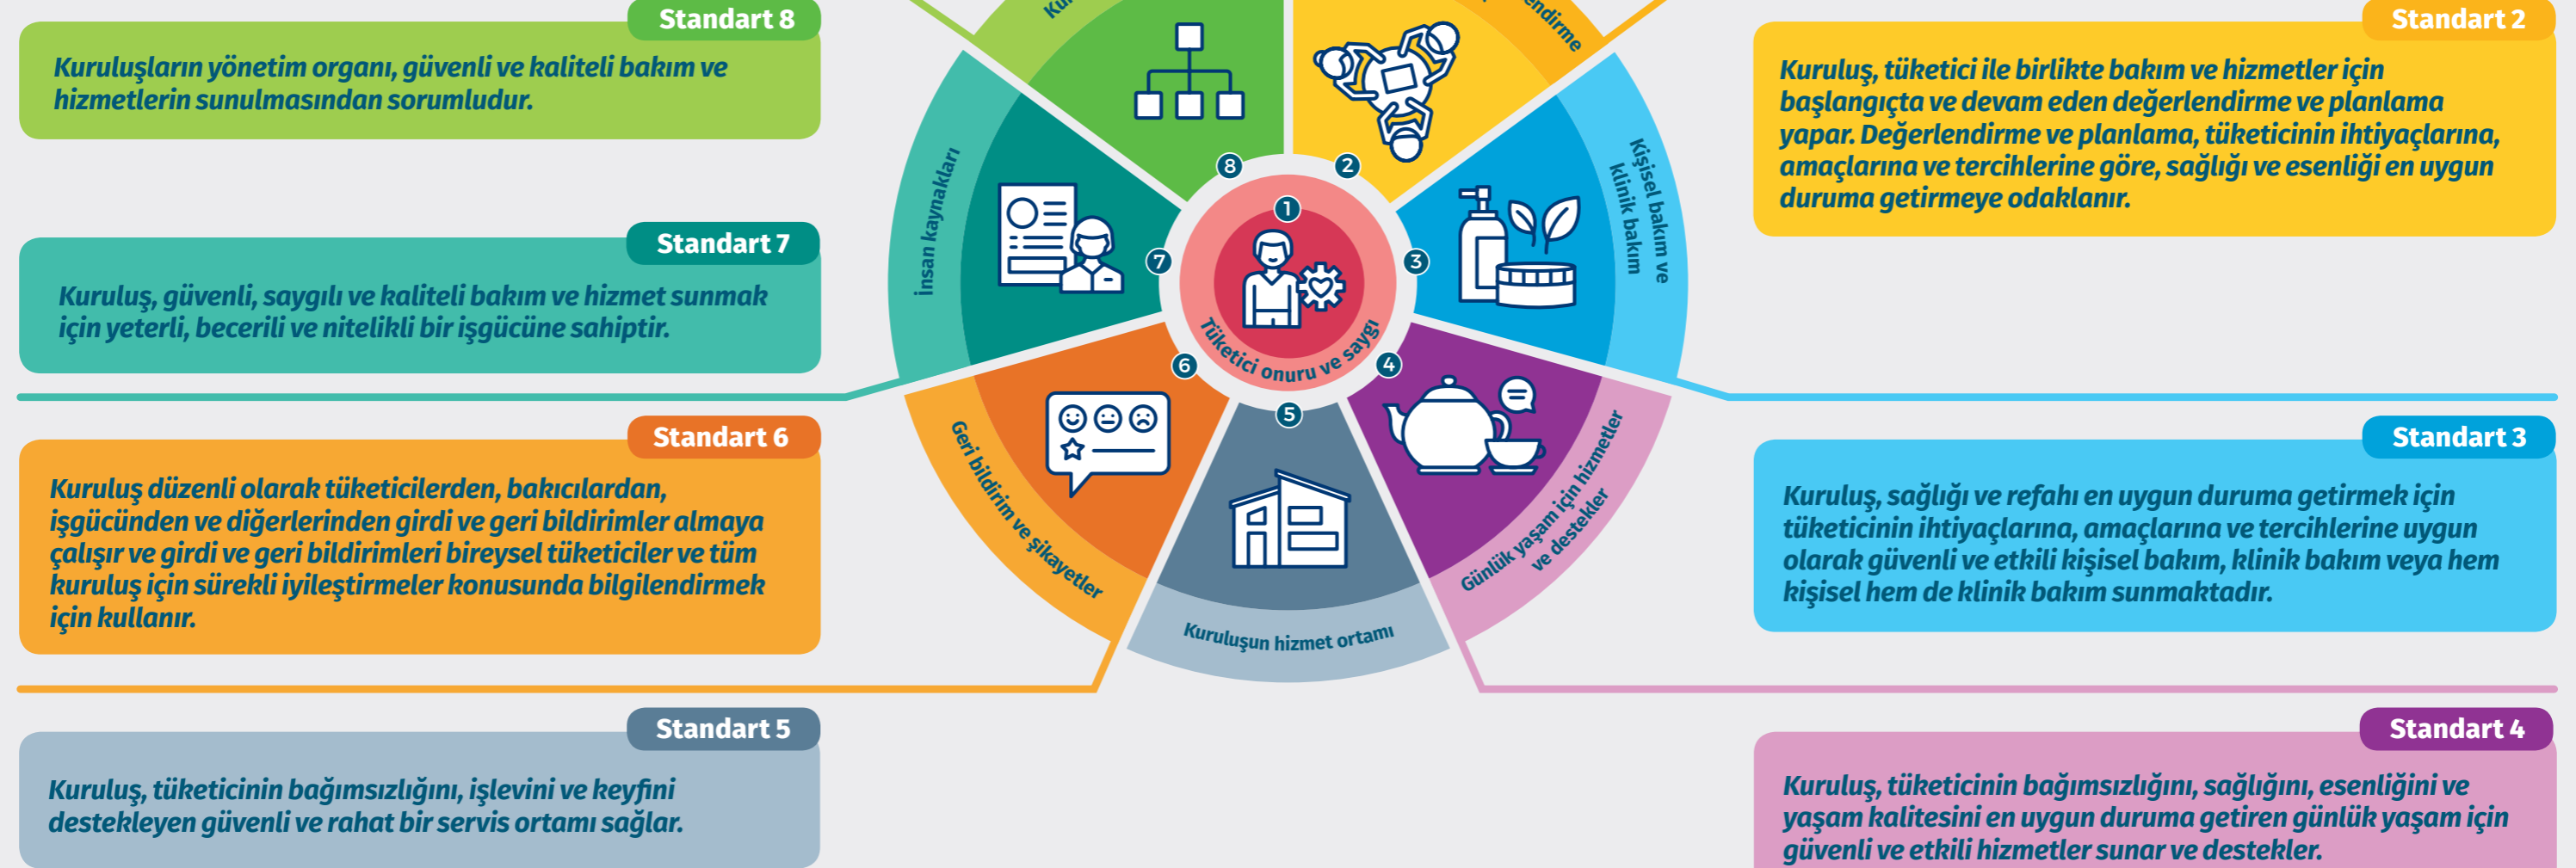 Standart 8
Kuruluşların yönetim organı, güvenli ve kaliteli bakım ve
hizmetlerin sunulmasından sorumludur.
Standart 7
Kuruluş, güvenli, saygılı ve kaliteli bakım ve hizmet sunmak
için yeterli, becerili ve nitelikli bir işgücüne sahiptir.
Standart 6
Kuruluş düzenli olarak tüketicilerden, bakıcılardan,
işgücünden ve diğerlerinden girdi ve geri bildirimler almaya
çalışır ve girdi ve geri bildirimleri bireysel tüketiciler ve tüm
kuruluş için sürekli iyileştirmeler konusunda bilgilendirmek
için kullanır.
Standart 5
Kuruluş, tüketicinin bağımsızlığını, işlevini ve keyfini
destekleyen güvenli ve rahat bir servis ortamı sağlar.
8
2
1
7
3
6
4
5
İnsan kaynakları
Kişisel bakım ve
klinik bakım
Tüketici onuru ve saygı
Geri bildirim ve şikayetler
Günlük yaşam için hizmetler
ve destekler
Kuruluşun hizmet ortamı
Standart 2
Kuruluş, tüketici ile birlikte bakım ve hizmetler için
başlangıçta ve devam eden değerlendirme ve planlama
yapar. Değerlendirme ve planlama, tüketicinin ihtiyaçlarına,
amaçlarına ve tercihlerine göre, sağlığı ve esenliği en uygun
duruma getirmeye odaklanır.
Standart 3
Kuruluş, sağlığı ve refahı en uygun duruma getirmek için
tüketicinin ihtiyaçlarına, amaçlarına ve tercihlerine uygun
olarak güvenli ve etkili kişisel bakım, klinik bakım veya hem
kişisel hem de klinik bakım sunmaktadır.
Standart 4
Kuruluş, tüketicinin bağımsızlığını, sağlığını, esenliğini ve
yaşam kalitesini en uygun duruma getiren günlük yaşam için
güvenli ve etkili hizmetler sunar ve destekler.